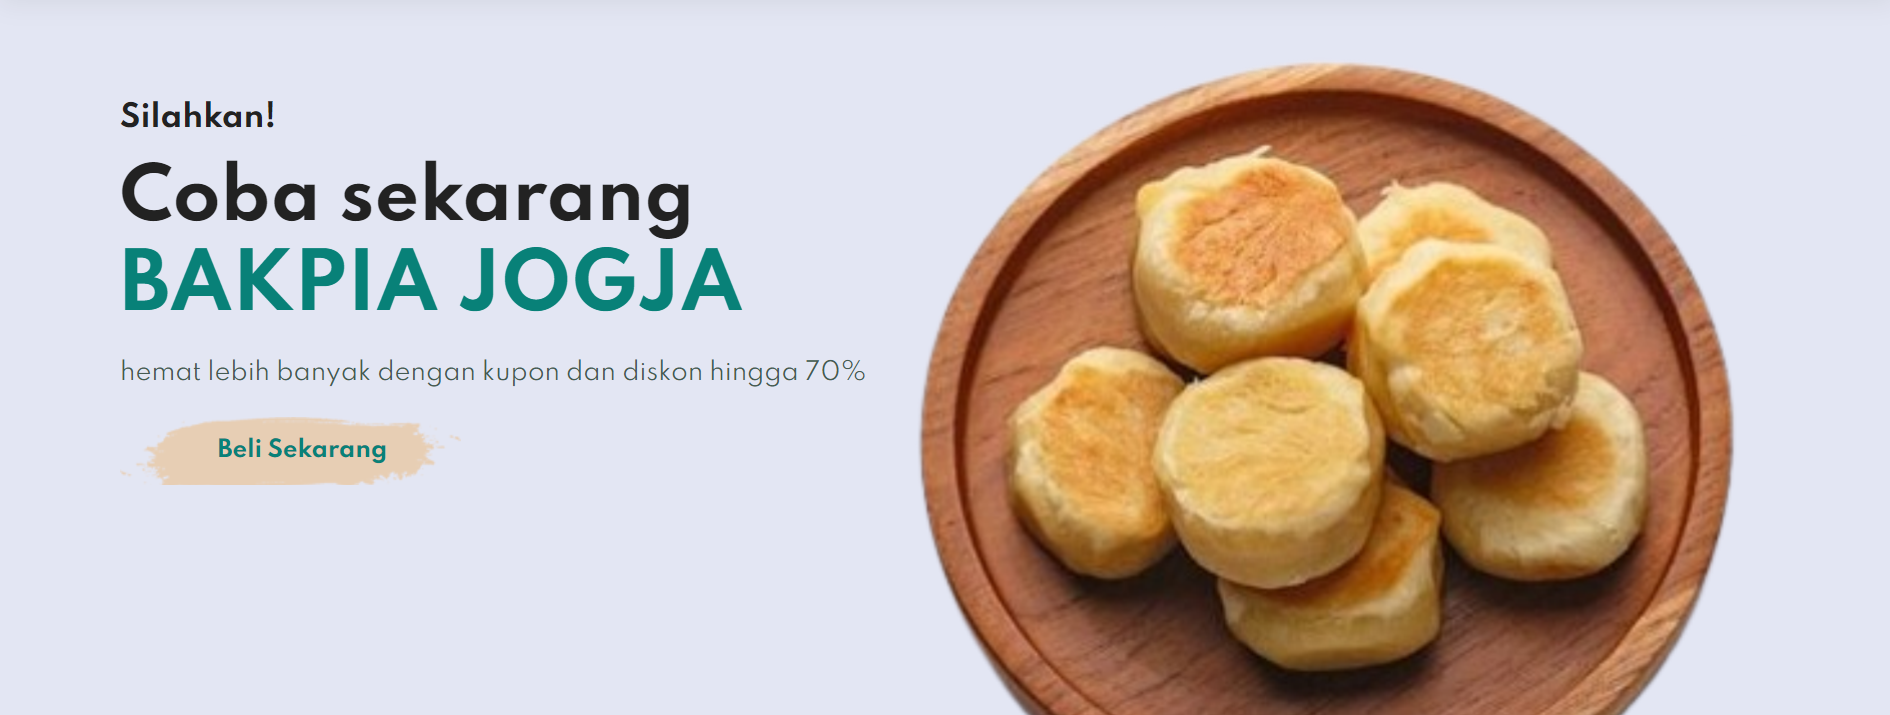 Silahkan!
Coba sekarang
BAKPIA JOGJA
hemat lebih banyak dengan kupon dan diskon hingga 70%
Beli Sekarang